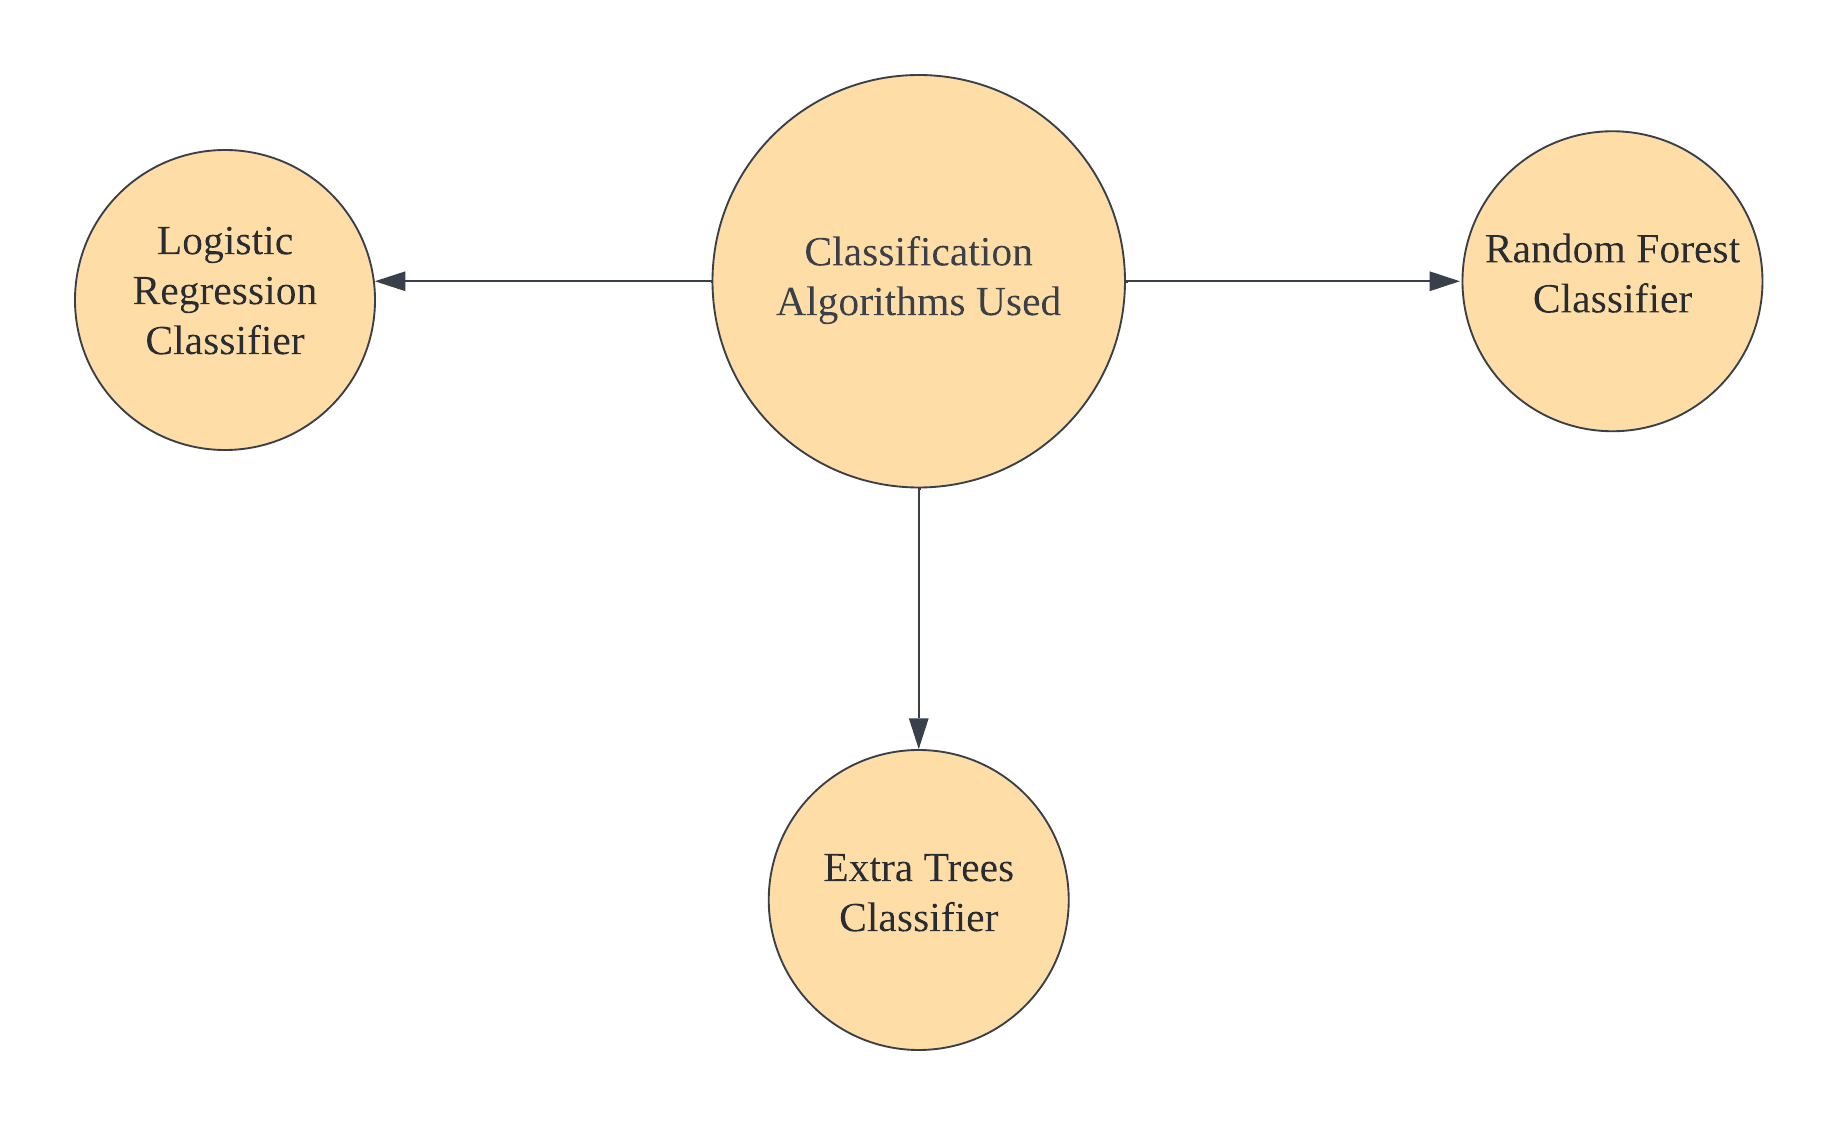 Logistic
Regression
Classifier
Classification
Algorithms Used
Random Forest
Classifier
Extra Trees
Classifier